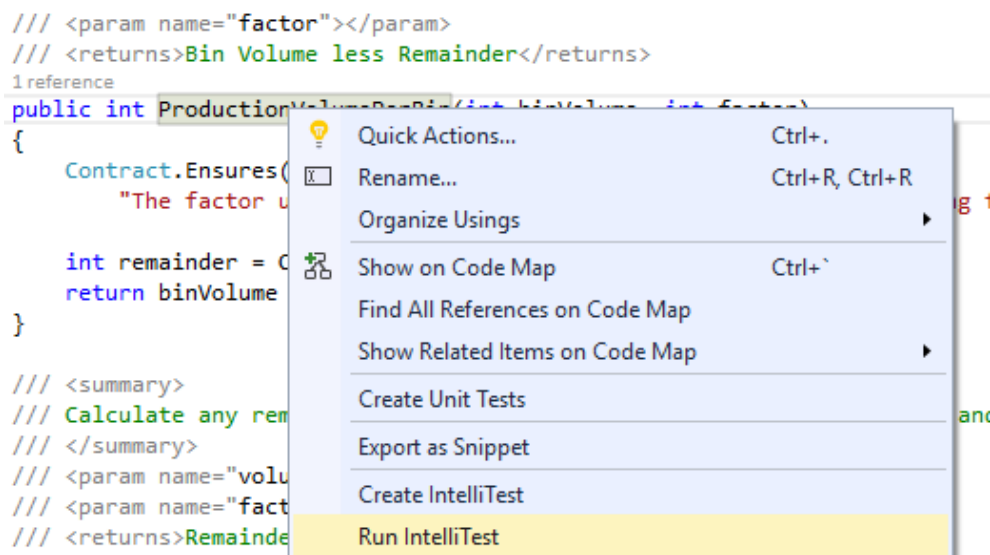 /// <param name="factor"></param>
/// <returns>Bin Volume less Remainder</returns>
1 reference
public int ProductionVolumePerBin(int binVolume, int factor)
{
Contract.Ensures(
"The factor u
g f
int remainder = C
return binVolume
}
/// <summary>
/// Calculate any rem
and
/// </summary>
/// <param name="volu
/// <param name="fact
/// <returns>Remainde
Quick Actions... Ctrl+.
Rename... Ctrl+R, Ctrl+R
Organize Usings
Show on Code Map Ctrl+`
Find All References on Code Map
Show Related Items on Code Map
Create Unit Tests
Export as Snippet
Create IntelliTest
Run IntelliTest